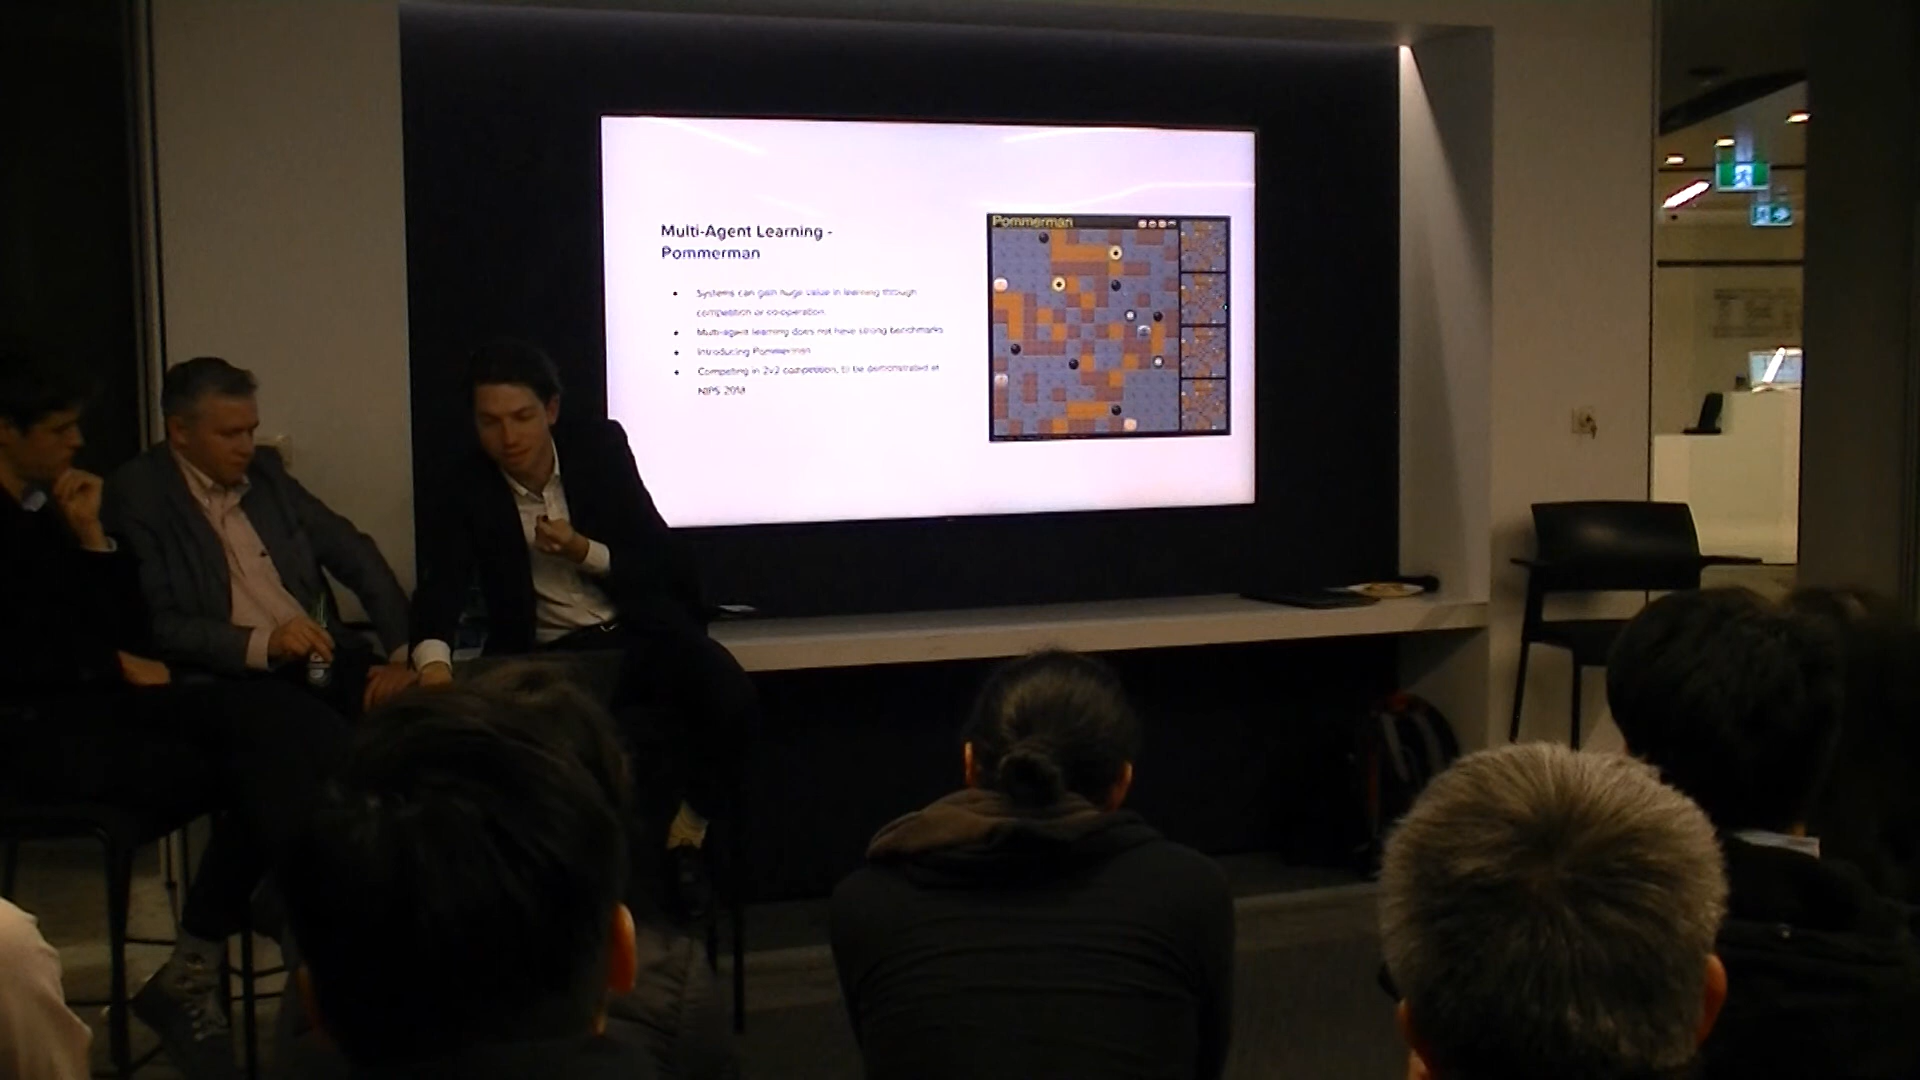 Multi-Agent Learning -
Pommerman
Systems can gain huge value in learning through
competition or co-operation
Multi-agent learning does not have strong benchmarks
Introducing Pommerman
Competing in 2v2 competition, to be demonstrated at
NIPS 2018
Pommerman